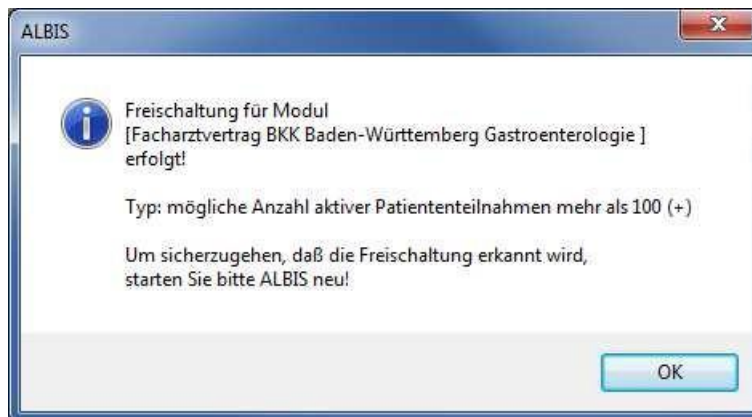 ALBIS
Freischaltung für Modul
[Facharztvertrag BKK Baden-Württemberg Gastroenterologie ]
erfolgt!
Typ: mögliche Anzahl aktiver Patiententeilnahmen mehr als 100 (+)
Um sicherzugehen, daß die Freischaltung erkannt wird,
starten Sie bitte ALBIS neu!
OK